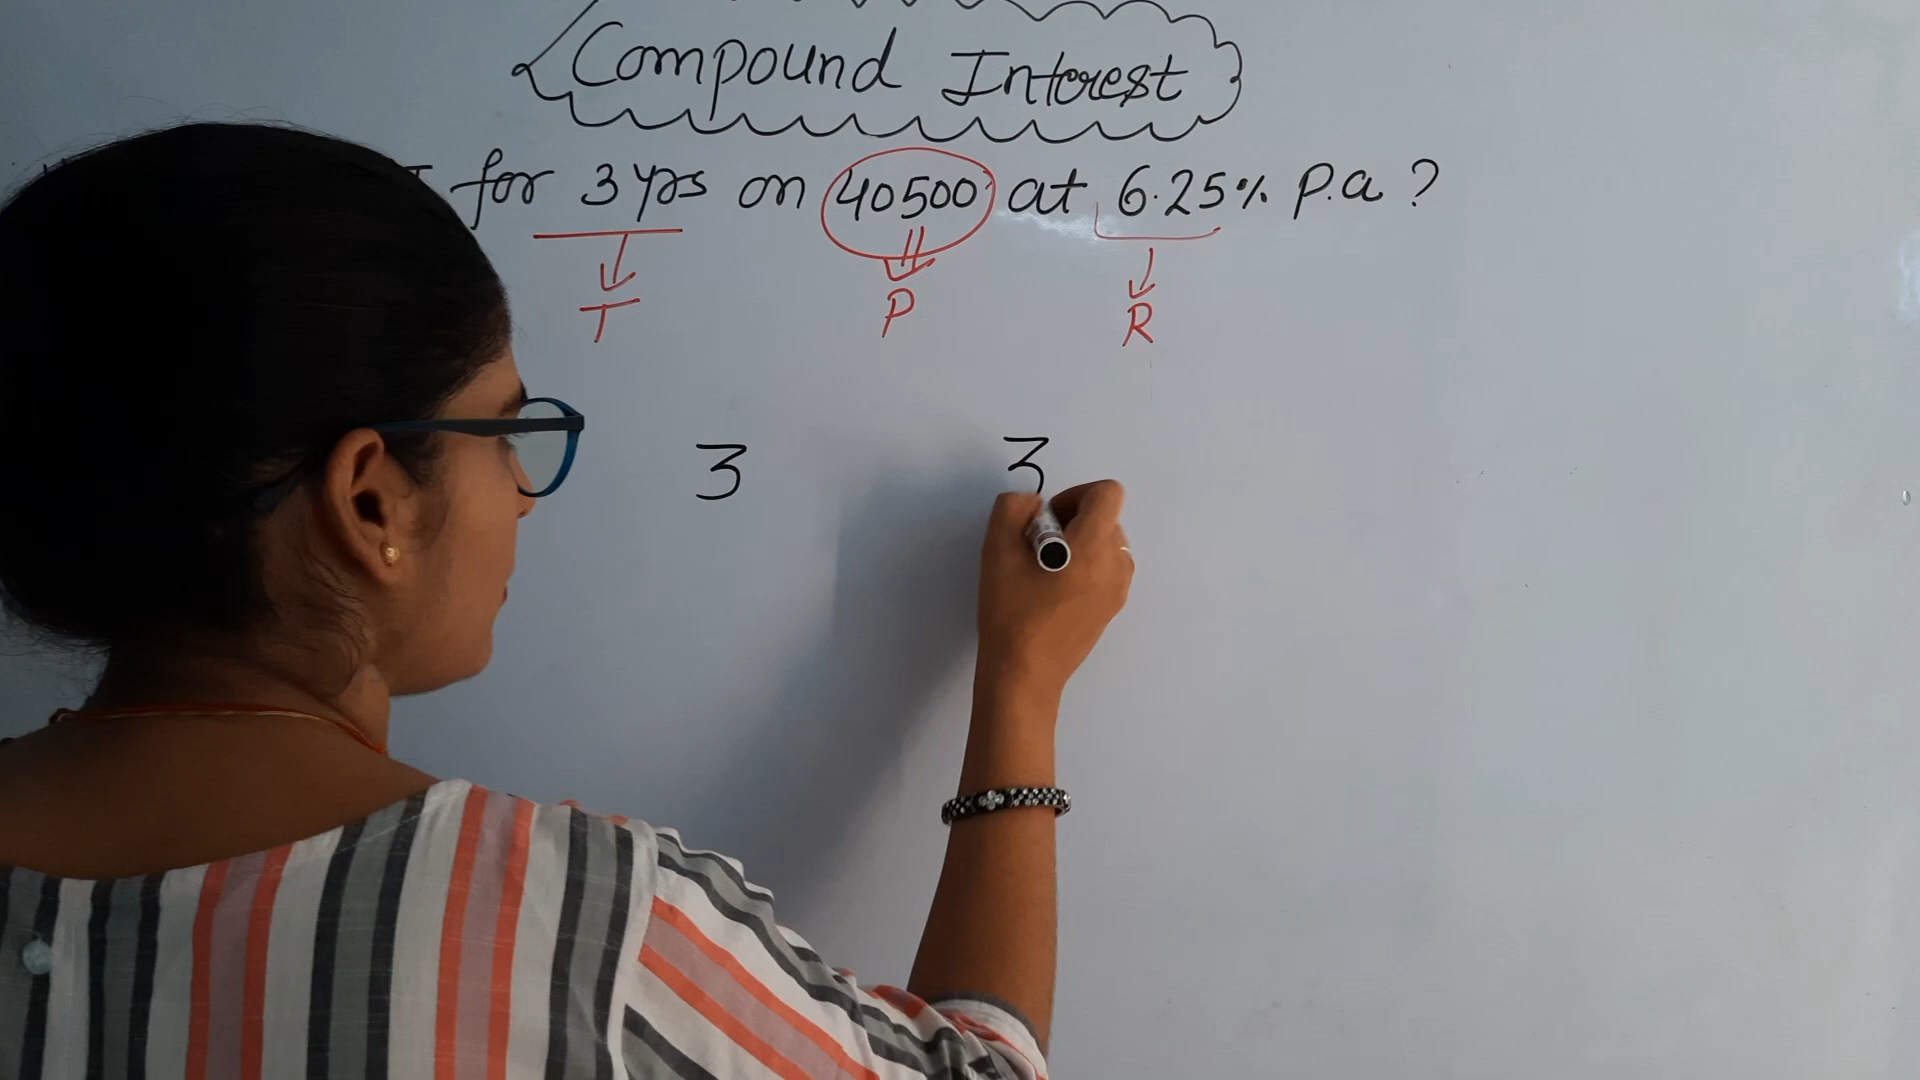 Compound Interest
for 3 yrs on 40500 at 6.25% P.a ?
T P R
3 3